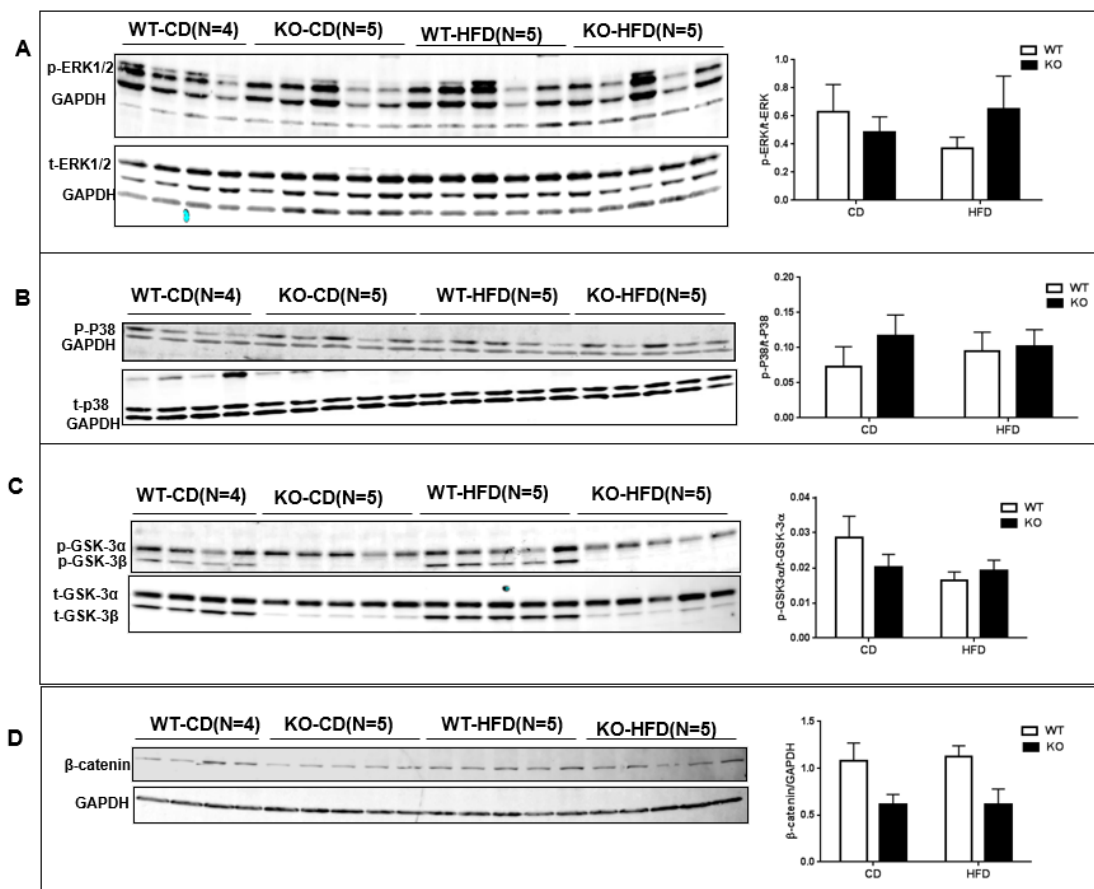 A
WT-CD(N=4) KO-CD(N=5) WT-HFD(N=5) KO-HFD(N=5)
p-ERK1/2
GAPDH
t-ERK1/2
GAPDH
p-ERK/t-ERK
0.0
0.2
0.4
0.6
0.8
1.0
CD HFD
WT
KO
B
WT-CD(N=4) KO-CD(N=5) WT-HFD(N=5) KO-HFD(N=5)
P-P38
GAPDH
t-p38
GAPDH
p-P38/t-P38
0.00
0.05
0.10
0.15
0.20
CD HFD
WT
KO
C
WT-CD(N=4) KO-CD(N=5) WT-HFD(N=5) KO-HFD(N=5)
p-GSK-3α
p-GSK-3β
t-GSK-3α
t-GSK-3β
p-GSK3α/t-GSK-3α
0.00
0.01
0.02
0.03
0.04
CD HFD
WT
KO
D
WT-CD(N=4) KO-CD(N=5) WT-HFD(N=5) KO-HFD(N=5)
β-catenin
GAPDH
β-catenin/GAPDH
0.0
0.5
1.0
1.5
CD HFD
WT
KO